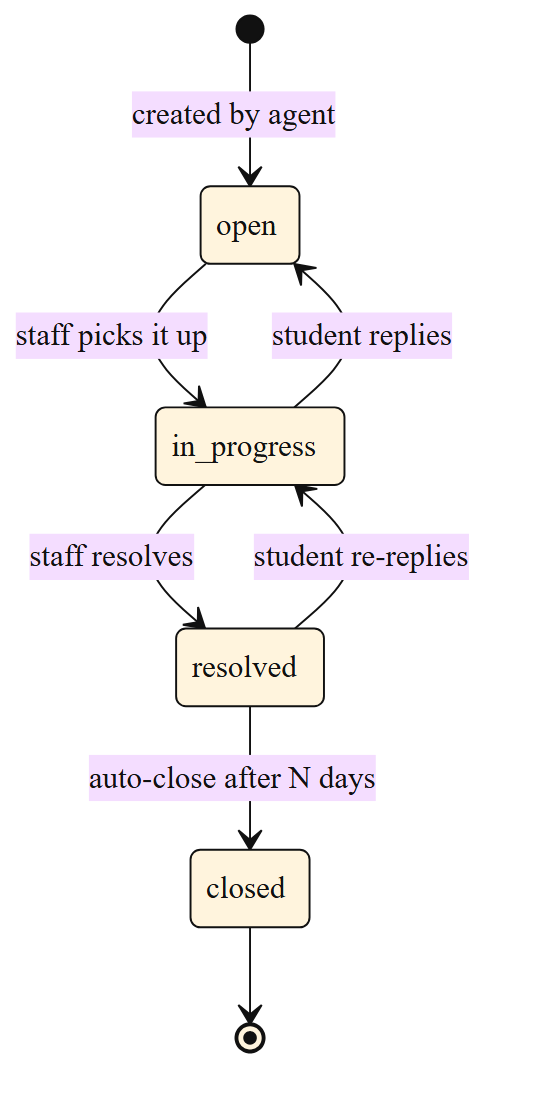 created by agent
open
staff picks it up
student replies
in_progress
staff resolves
student re-replies
resolved
auto-close after N days
closed